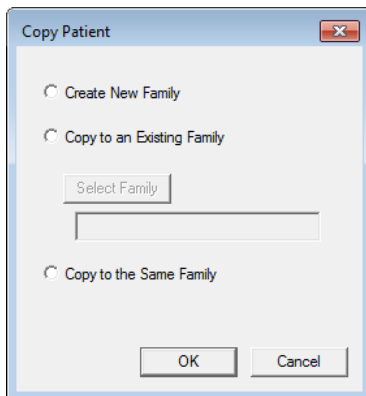 Copy Patient
Create New Family
Copy to an Existing Family
Select Family
Copy to the Same Family
OK Cancel